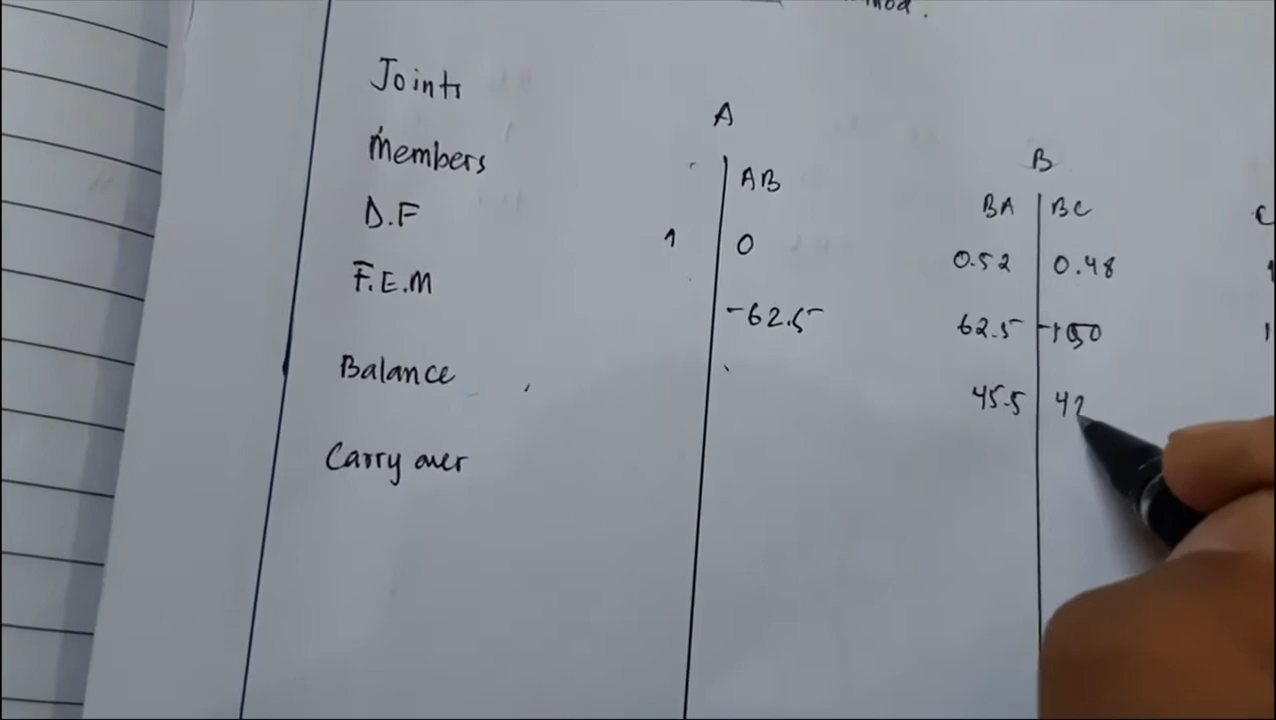 Joints
A
B
Members
AB
BA BC
D.F
1 0
0.52 0.48
F.E.M
-62.5
62.5 -150
Balance
45.5 42
Carry over